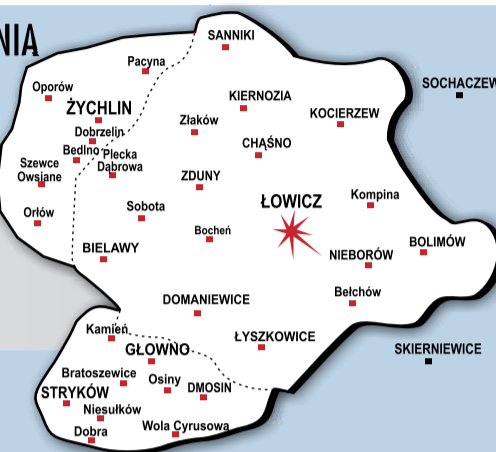 NIA
SANNIKI
Pacyna
SOCHACZEW
Oporów
KIERNOZIA
ŻYCHLIN
KOCIERZEW
Złaków
Dobrzelin
CHĄŚNO
Bedlno
Plecka
Dąbrowa
Szewce
Owsiane
ZDUNY
ŁOWICZ
Kompina
Sobota
Orłów
Bocheń
BIELAWY
BOLIMÓW
NIEBORÓW
Bełchów
DOMANIEWICE
Kamień
ŁYSZKOWICE
GŁOWNO
SKIERNIEWICE
Bratoszewice
Osiny
STRYKÓW
DMOSIN
Niesułków
Dobra
Wola Cyrusowa